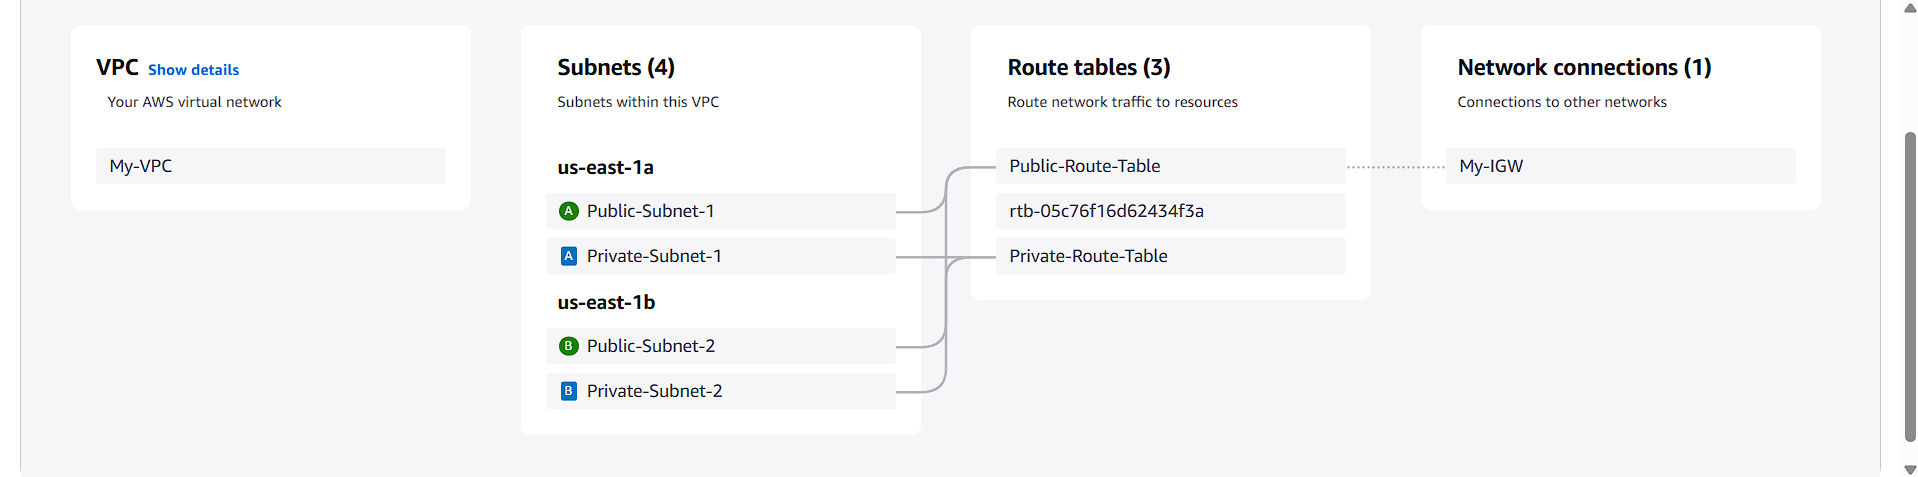 VPC Show details
Your AWS virtual network
My-VPC
Subnets (4)
Subnets within this VPC
us-east-1a
A Public-Subnet-1
A Private-Subnet-1
us-east-1b
B Public-Subnet-2
B Private-Subnet-2
Route tables (3)
Route network traffic to resources
Public-Route-Table
rtb-05c76f16d62434f3a
Private-Route-Table
Network connections (1)
Connections to other networks
My-IGW